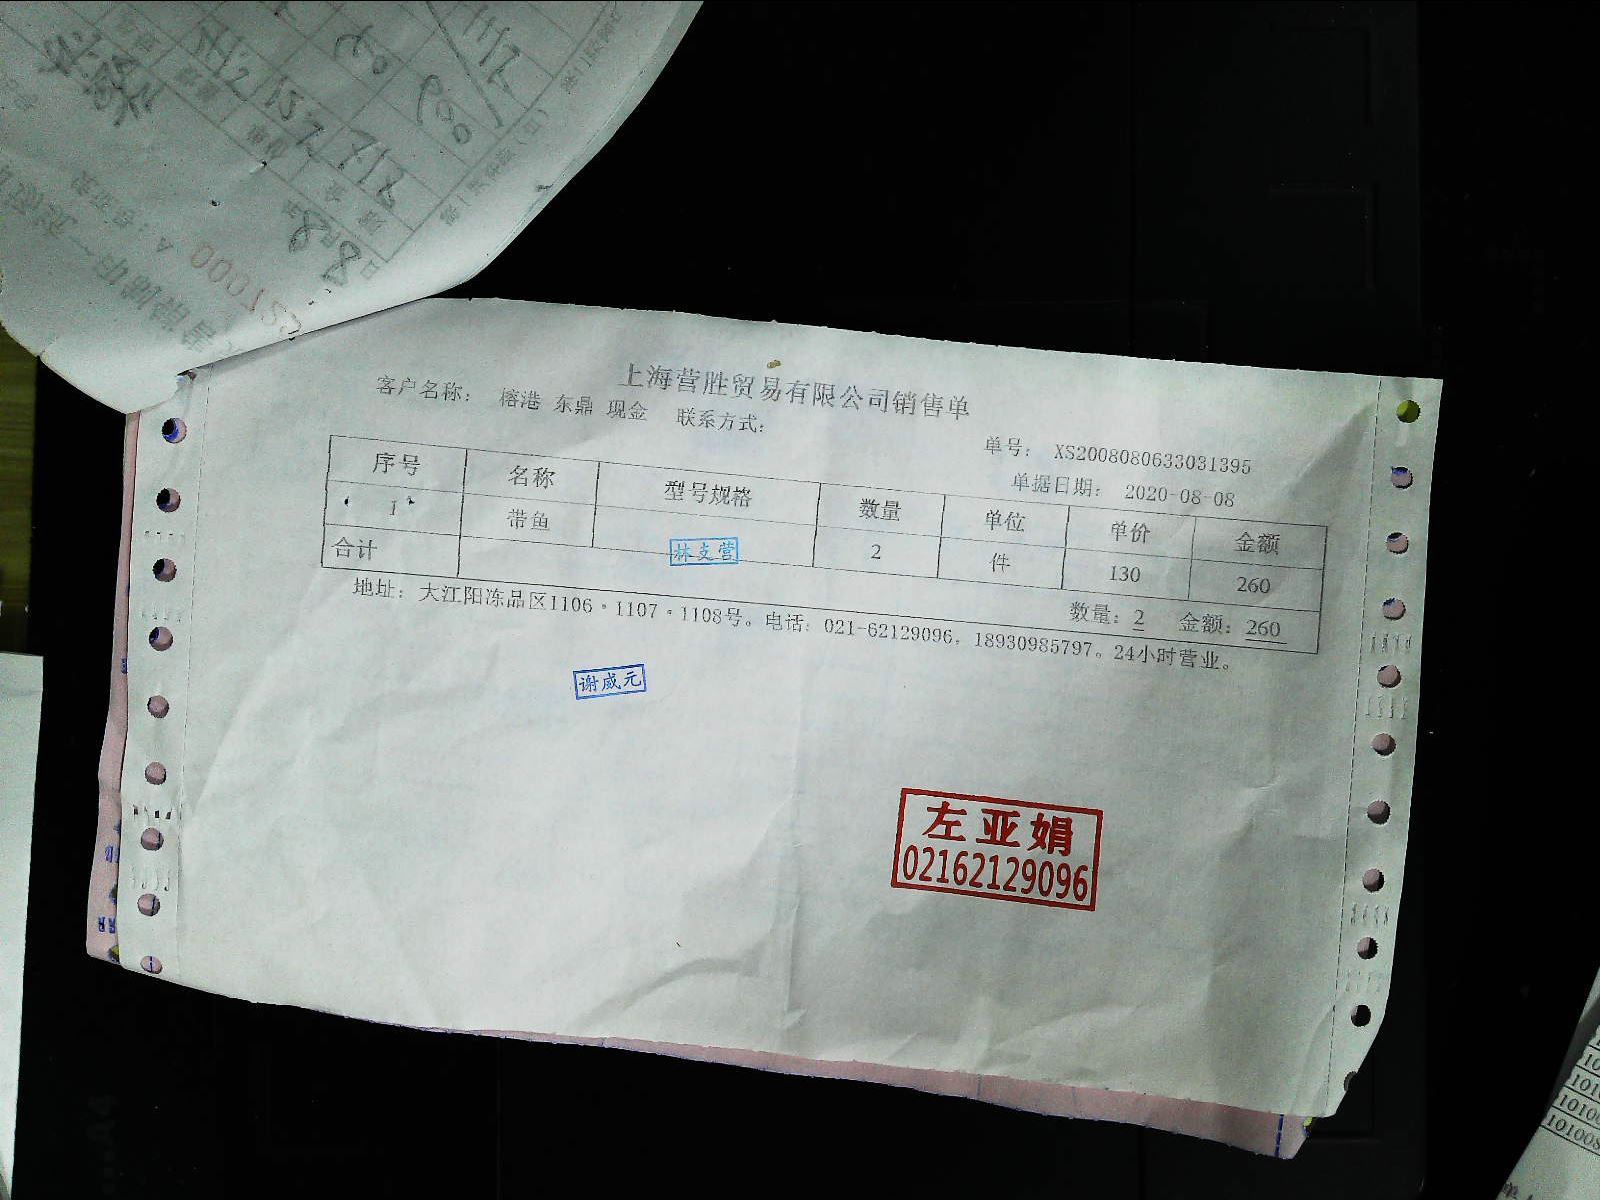 上海营胜贸易有限公司销售单
客户名称： 榕港 东鼎 现金 联系方式：
单号： XS2008080633031395
单据日期： 2020-08-08
序号 名称 型号规格 数量 单位 单价 金额
1 带鱼 2 件 130 260
合计 数量：2 金额：260
林支营
地址：大江阳冻品区1106·1107·1108号。电话：021-62129096，18930985797。24小时营业。
谢威元
左亚娟
02162129096